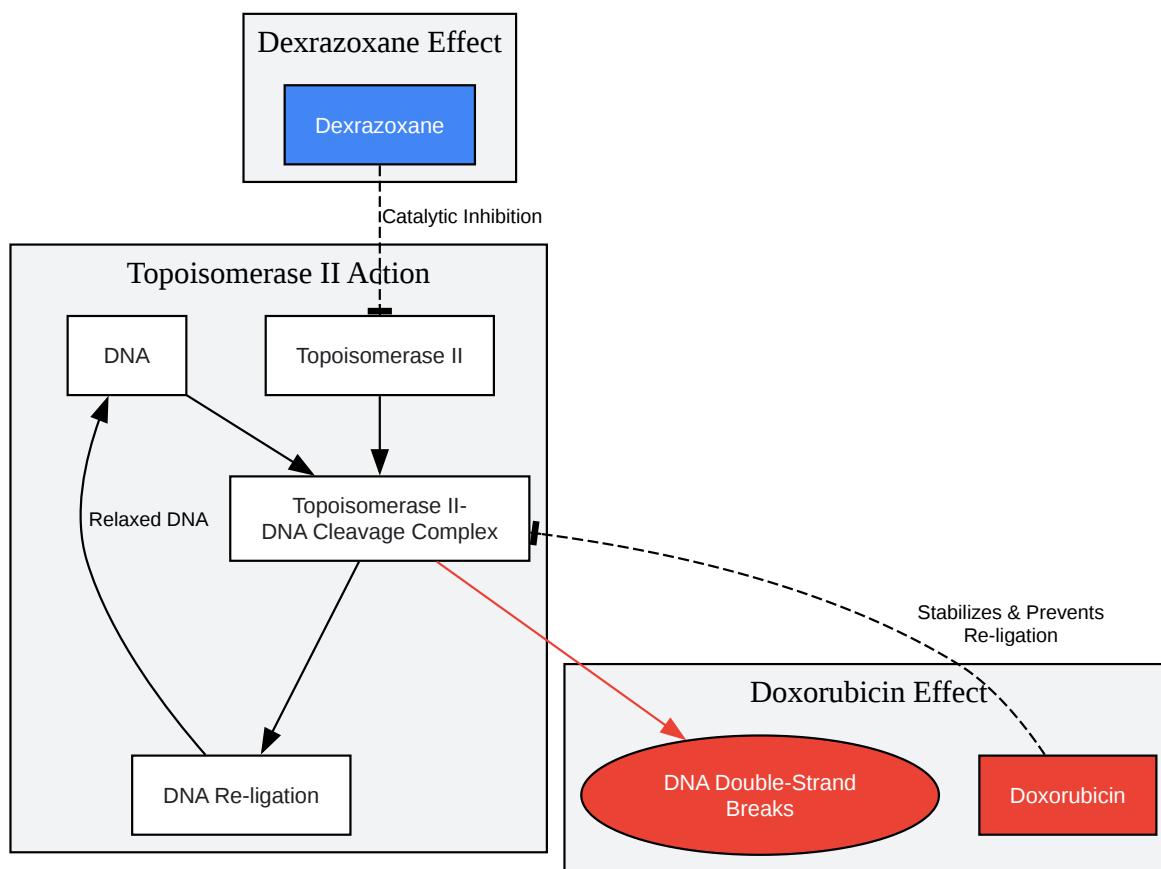 Dexrazoxane Effect
Dexrazoxane
Catalytic Inhibition
Topoisomerase II Action
DNA
Topoisomerase II
Topoisomerase II-
DNA Cleavage Complex
Relaxed DNA
Stabilizes & Prevents
Re-ligation
Doxorubicin Effect
DNA Re-ligation
DNA Double-Strand
Breaks
Doxorubicin